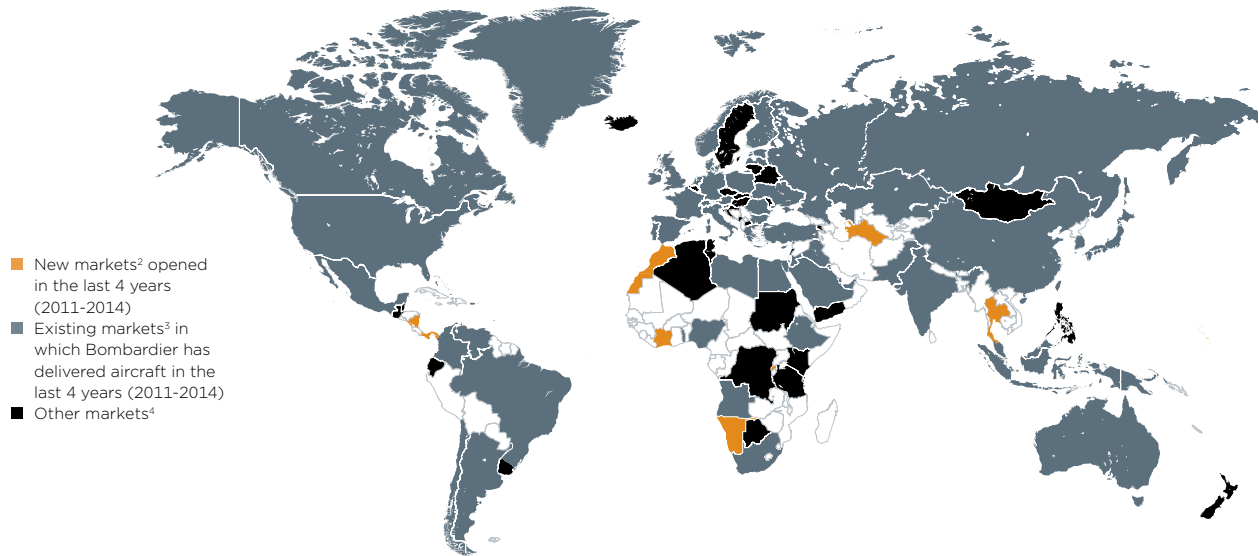 New markets² opened
in the last 4 years
(2011-2014)
Existing markets³ in
which Bombardier has
delivered aircraft in the
last 4 years (2011-2014)
Other markets⁴